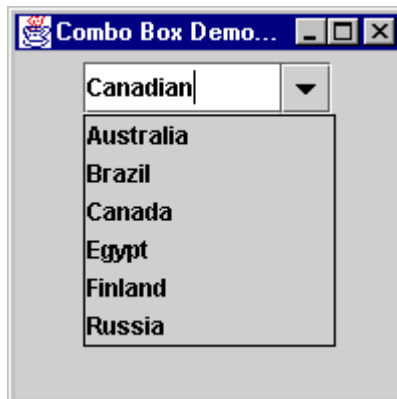 Combo Box Demo...
Canadian
Australia
Brazil
Canada
Egypt
Finland
Russia